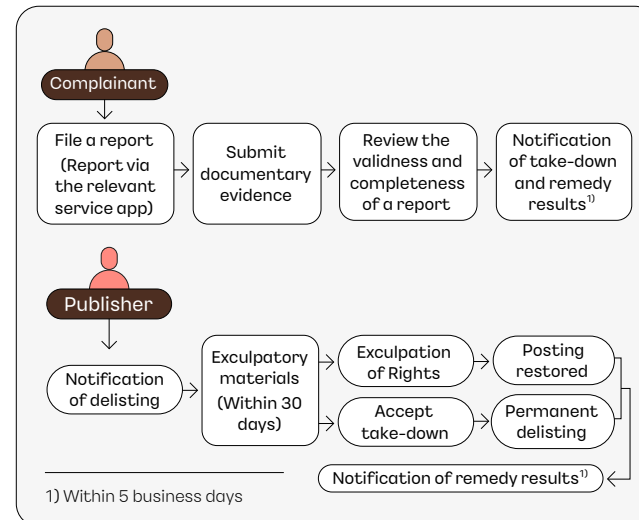 Complainant
File a report
(Report via
the relevant
service app)
Submit
documentary
evidence
Review the
validness and
completeness
of a report
Notification
of take-down
and remedy
results¹⁾
Publisher
Notification
of delisting
Exculpatory
materials
(Within 30
days)
Exculpation
of Rights
Posting
restored
Accept
take-down
Permanent
delisting
Notification of remedy results¹⁾
1) Within 5 business days